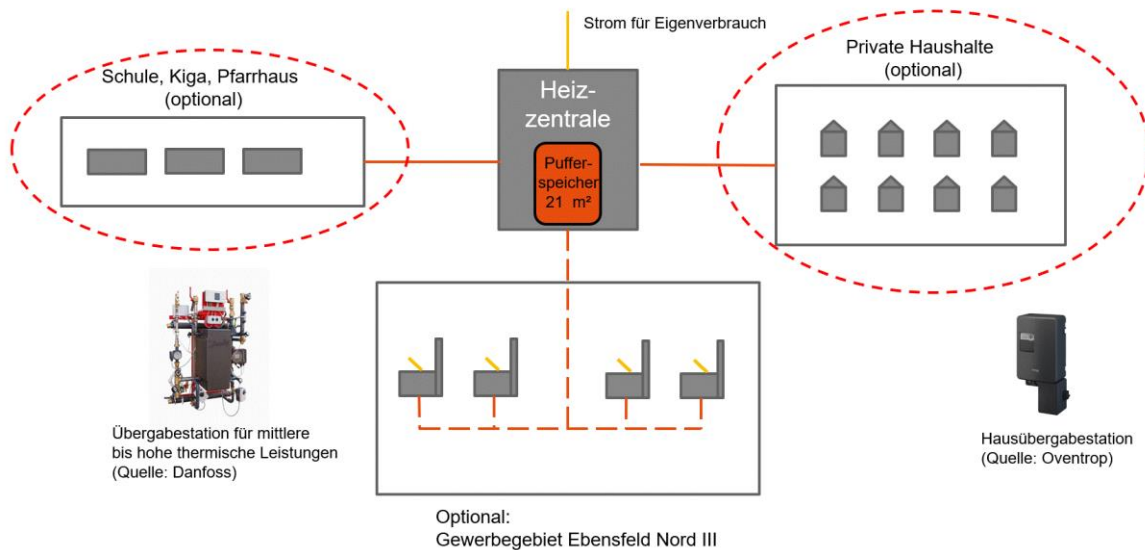 Strom für Eigenverbrauch
Schule, Kiga, Pfarrhaus
(optional)
Heiz-
zentrale
Puffer-
speicher
21 m²
Private Haushalte
(optional)
Übergabestation für mittlere
bis hohe thermische Leistungen
(Quelle: Danfoss)
Hausübergabestation
(Quelle: Oventrop)
Optional:
Gewerbegebiet Ebensfeld Nord III